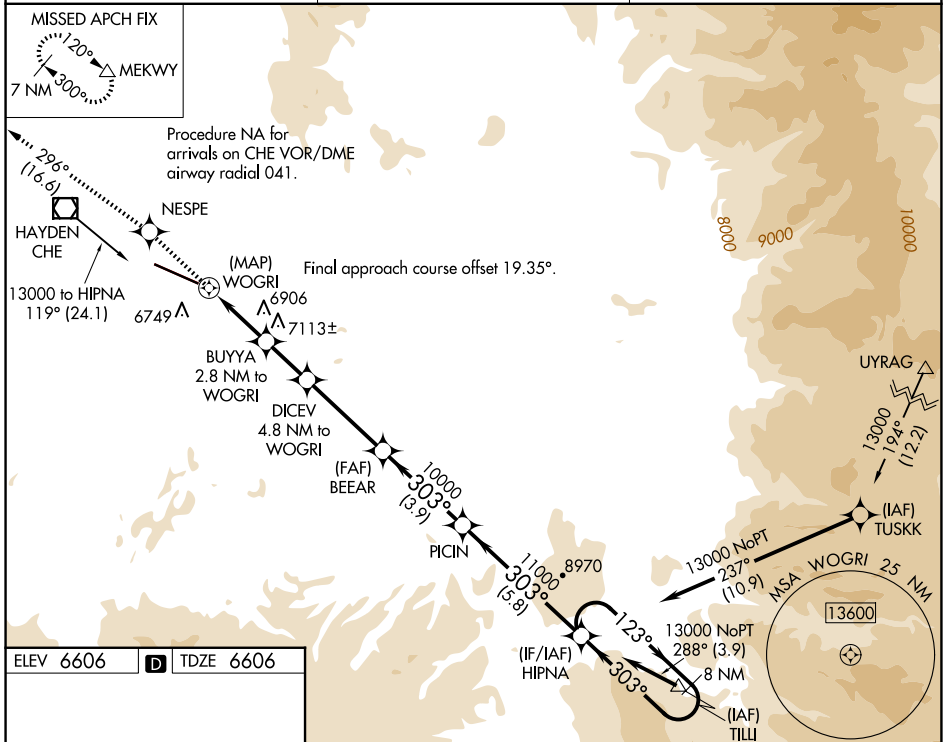 MISSED APCH FIX
120°
MEKWY
7 NM
300°
Procedure NA for
arrivals on CHE VOR/DME
airway radial 041.
296°
(16.6)
HAYDEN
CHE
NESPE
13000 to HIPNA
119° (24.1)
(MAP)
WOGRI
Final approach course offset 19.35°.
6749
6906
7113±
BUYYA
2.8 NM to
WOGRI
DICEV
4.8 NM to
WOGRI
(FAF)
BEEAR
10000
303°
(3.9)
PICIN
11000
303°
(5.8)
8970
8000
9000
10000
UYRAG
13000
194°
(12.2)
(IAF)
TUSKK
13000 NoPT
237°
(10.9)
(IF/IAF)
HIPNA
123°
303°
13000 NoPT
288° (3.9)
8 NM
(IAF)
TILLI
MSA WOGRI 25 NM
13600
ELEV 6606 D TDZE 6606